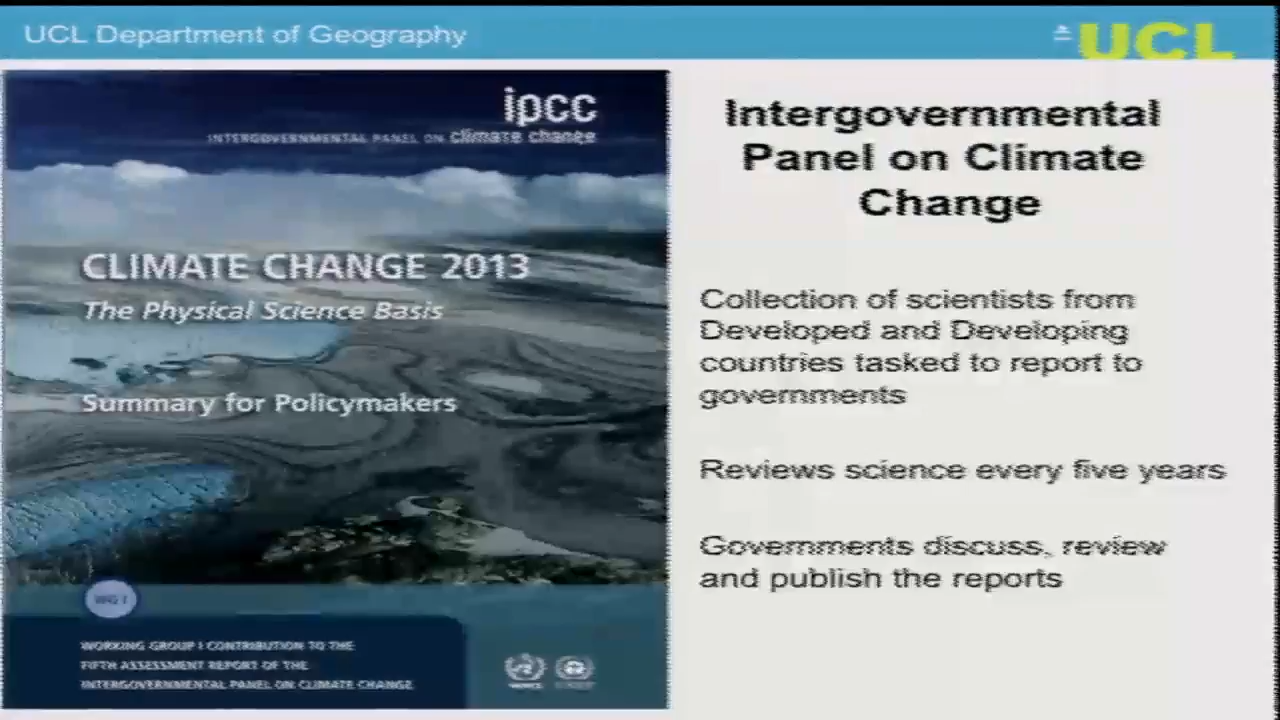 UCL Department of Geography
UCL
ipcc
INTERGOVERNMENTAL PANEL ON climate change
CLIMATE CHANGE 2013
The Physical Science Basis
Summary for Policymakers
WG I
WORKING GROUP I CONTRIBUTION TO THE
FIFTH ASSESSMENT REPORT OF THE
INTERGOVERNMENTAL PANEL ON CLIMATE CHANGE
Intergovernmental
Panel on Climate
Change
Collection of scientists from
Developed and Developing
countries tasked to report to
governments
Reviews science every five years
Governments discuss, review
and publish the reports